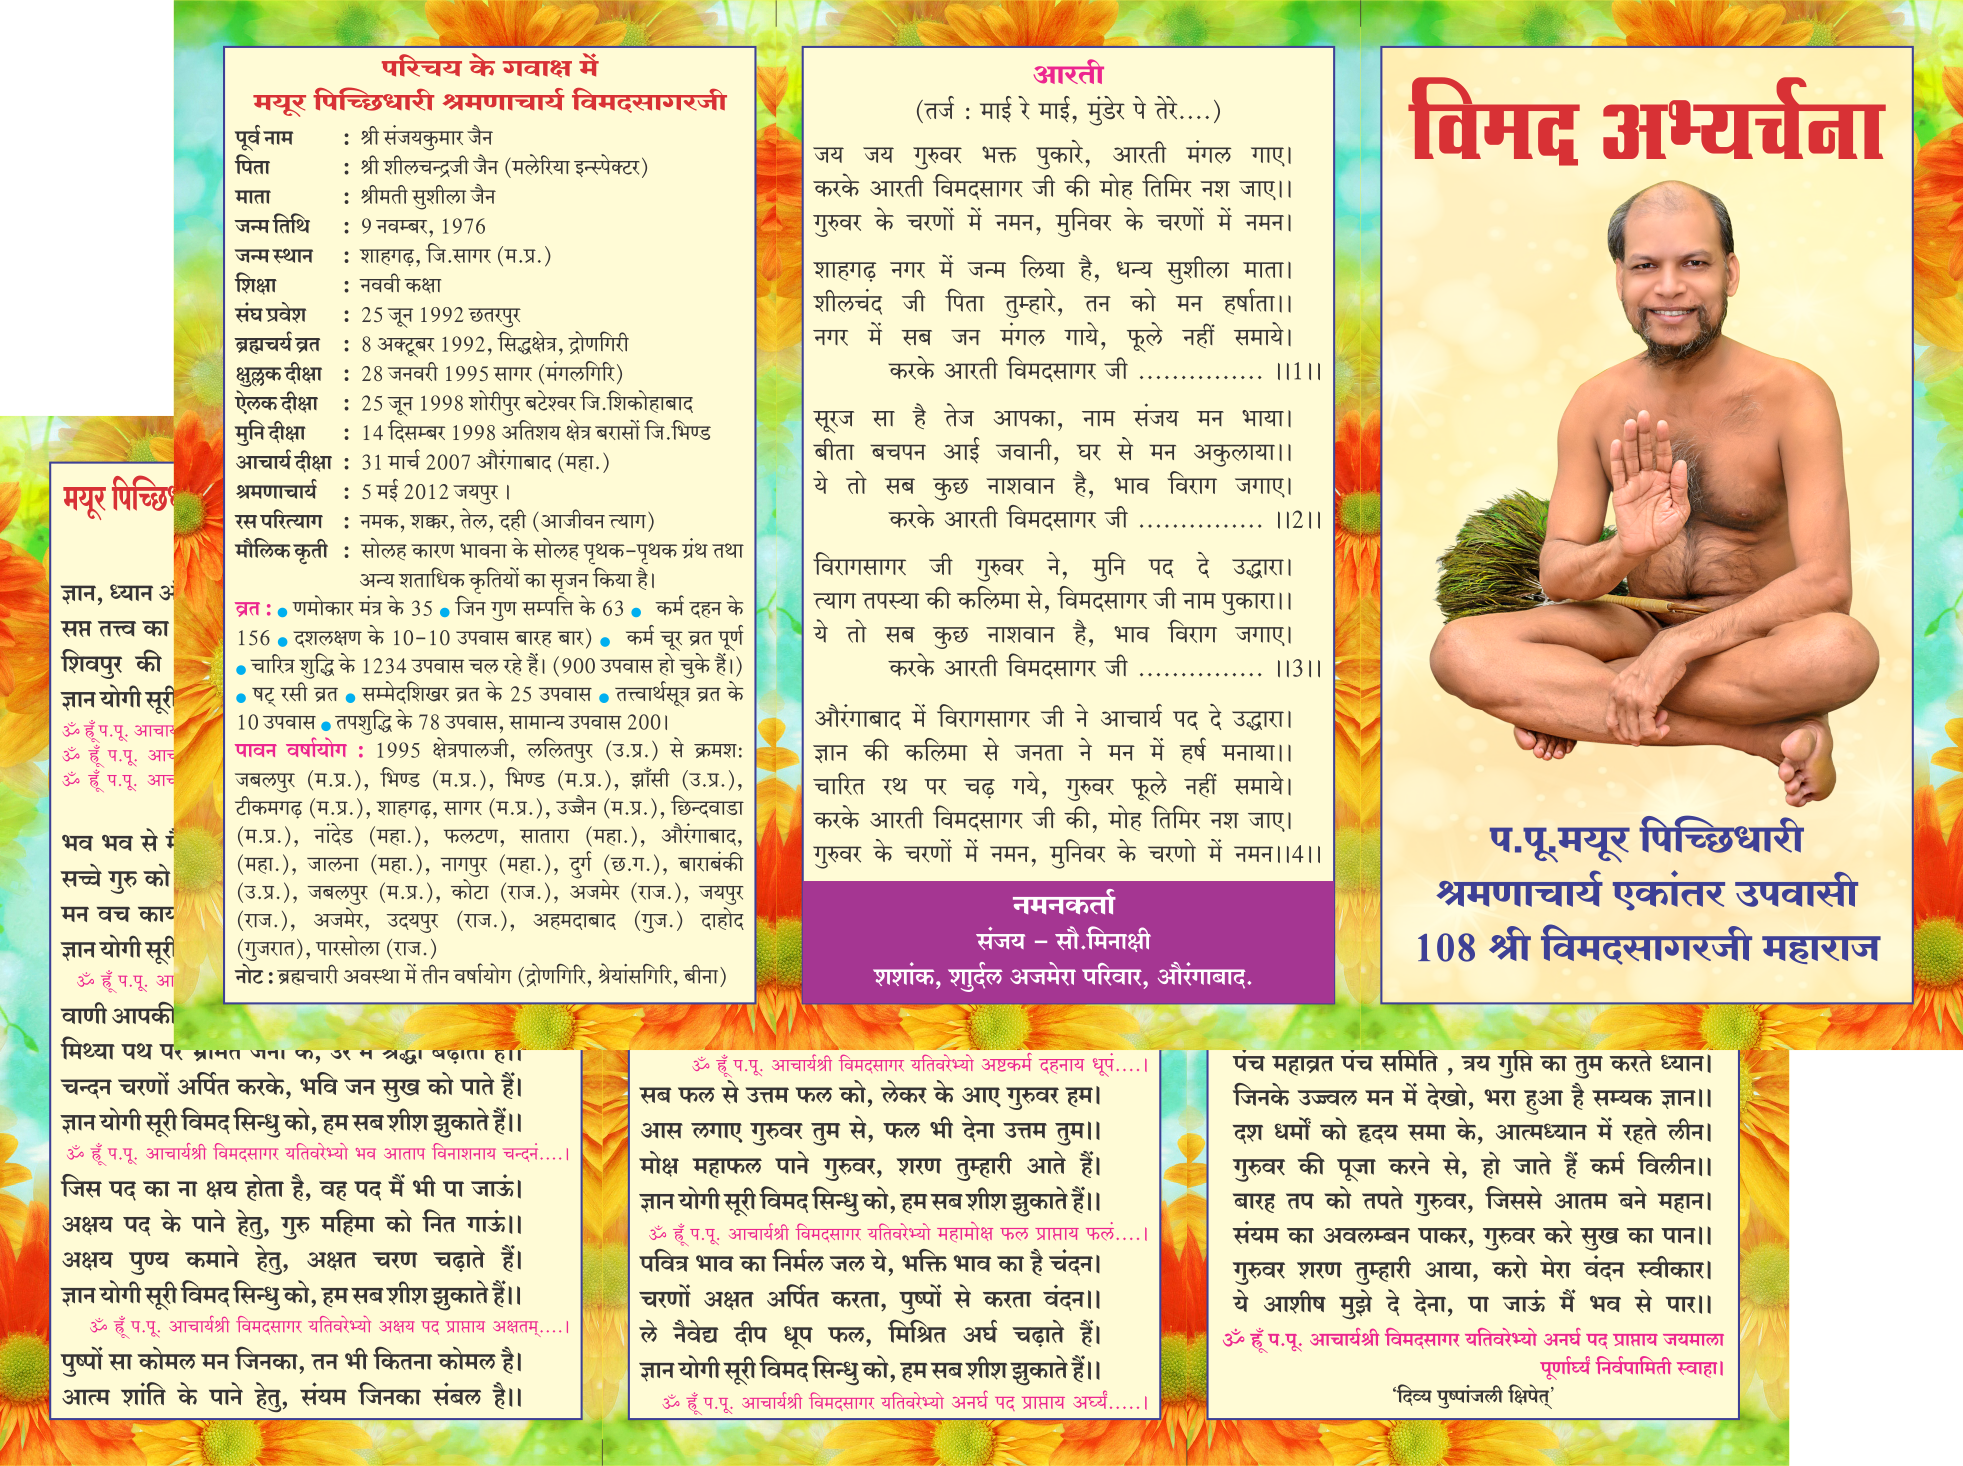 परिचय के गवाक्ष में
मयूर पिच्छिधारी श्रमणाचार्य विमदसागरजी
पूर्व नाम : श्री संजयकुमार जैन
पिता : श्री शीलचन्द्रजी जैन (मलेरिया इन्स्पेक्टर)
माता : श्रीमती सुशीला जैन
जन्म तिथि : 9 नवम्बर, 1976
जन्म स्थान : शाहगढ़, जि.सागर (म.प्र.)
शिक्षा : नववी कक्षा
संघ प्रवेश : 25 जून 1992 छतरपुर
ब्रह्मचर्य व्रत : 8 अक्टूबर 1992, सिद्धक्षेत्र, द्रोणगिरी
क्षुल्लक दीक्षा : 28 जनवरी 1995 सागर (मंगलगिरि)
ऐलक दीक्षा : 25 जून 1998 शोरीपुर बटेश्वर जि.शिकोहाबाद
मुनि दीक्षा : 14 दिसम्बर 1998 अतिशय क्षेत्र बरासों जि.भिण्ड
आचार्य दीक्षा : 31 मार्च 2007 औरंगाबाद (महा.)
श्रमणाचार्य : 5 मई 2012 जयपुर ।
रस परित्याग : नमक, शक्कर, तेल, दही (आजीवन त्याग)
मौलिक कृती : सोलह कारण भावना के सोलह पृथक-पृथक ग्रंथ तथा
अन्य शताधिक कृतियों का सृजन किया है।
व्रत : ● णमोकार मंत्र के 35 ● जिन गुण सम्पत्ति के 63 ● कर्म दहन के
156 ● दशलक्षण के 10-10 उपवास बारह बार) ● कर्म चूर व्रत पूर्ण
● चारित्र शुद्धि के 1234 उपवास चल रहे हैं। (900 उपवास हो चुके हैं।)
● षट् रसी व्रत ● सम्मेदशिखर व्रत के 25 उपवास ● तत्त्वार्थसूत्र व्रत के
10 उपवास ● तपशुद्धि के 78 उपवास, सामान्य उपवास 200।
पावन वर्षायोग : 1995 क्षेत्रपालजी, ललितपुर (उ.प्र.) से क्रमश:
जबलपुर (म.प्र.), भिण्ड (म.प्र.), भिण्ड (म.प्र.), झाँसी (उ.प्र.),
टीकमगढ़ (म.प्र.), शाहगढ़, सागर (म.प्र.), उज्जैन (म.प्र.), छिन्दवाडा
(म.प्र.), नांदेड (महा.), फलटण, सातारा (महा.), औरंगाबाद,
(महा.), जालना (महा.), नागपुर (महा.), दुर्ग (छ.ग.), बाराबंकी
(उ.प्र.), जबलपुर (म.प्र.), कोटा (राज.), अजमेर (राज.), जयपुर
(राज.), अजमेर, उदयपुर (राज.), अहमदाबाद (गुज.) दाहोद
(गुजरात), पारसोला (राज.)
नोट : ब्रह्मचारी अवस्था में तीन वर्षायोग (द्रोणगिरि, श्रेयांसगिरि, बीना)
आरती
(तर्ज : माई रे माई, मुंडेर पे तेरे....)
जय जय गुरुवर भक्त पुकारे, आरती मंगल गाए।
करके आरती विमदसागर जी की मोह तिमिर नश जाए।।
गुरुवर के चरणों में नमन, मुनिवर के चरणों में नमन।
शाहगढ़ नगर में जन्म लिया है, धन्य सुशीला माता।
शीलचंद जी पिता तुम्हारे, तन को मन हर्षाता।।
नगर में सब जन मंगल गाये, फूले नहीं समाये।
करके आरती विमदसागर जी ............... ।।1।।
सूरज सा है तेज आपका, नाम संजय मन भाया।
बीता बचपन आई जवानी, घर से मन अकुलाया।।
ये तो सब कुछ नाशवान है, भाव विराग जगाए।
करके आरती विमदसागर जी ............... ।।2।।
विरागसागर जी गुरुवर ने, मुनि पद दे उद्धारा।
त्याग तपस्या की कलिमा से, विमदसागर जी नाम पुकारा।।
ये तो सब कुछ नाशवान है, भाव विराग जगाए।
करके आरती विमदसागर जी ............... ।।3।।
औरंगाबाद में विरागसागर जी ने आचार्य पद दे उद्धारा।
ज्ञान की कलिमा से जनता ने मन में हर्ष मनाया।।
चारित रथ पर चढ़ गये, गुरुवर फूले नहीं समाये।
करके आरती विमदसागर जी की, मोह तिमिर नश जाए।
गुरुवर के चरणों में नमन, मुनिवर के चरणो में नमन।।4।।
नमनकर्ता
संजय - सौ.मिनाक्षी
शशांक, शार्दुल अजमेरा परिवार, औरंगाबाद.
विमद अभ्यर्चना
प.पू.मयूर पिच्छिधारी
श्रमणाचार्य एकांतर उपवासी
108 श्री विमदसागरजी महाराज
मयूर पिच्छि
ज्ञान, ध्यान
सप्त तत्त्व का
शिवपुर की
ज्ञान योगी सूरी
ॐ ह्रूँ प.पू. आचा
ॐ ह्रूँ प.पू. आच
ॐ ह्रूँ प.पू. आच
भव भव से
सच्चे गुरु को
मन वच काय
ज्ञान योगी सूरी
ॐ ह्रूँ प.पू. आ
वाणी आपकी
मिथ्या पथ पर भ्रमित जनों के, उर में श्रद्धा बढ़ाती है।।
चन्दन चरणों अर्पित करके, भवि जन सुख को पाते हैं।
ज्ञान योगी सूरी विमद सिन्धु को, हम सब शीश झुकाते हैं।।
ॐ ह्रूँ प.पू. आचार्यश्री विमदसागर यतिवरेभ्यो भव आताप विनाशनाय चन्दनं....।
जिस पद का ना क्षय होता है, वह पद मैं भी पा जाऊं।
अक्षय पद के पाने हेतु, गुरु महिमा को नित गाऊं।।
अक्षय पुण्य कमाने हेतु, अक्षत चरण चढ़ाते हैं।
ज्ञान योगी सूरी विमद सिन्धु को, हम सब शीश झुकाते हैं।।
ॐ ह्रूँ प.पू. आचार्यश्री विमदसागर यतिवरेभ्यो अक्षय पद प्राप्ताय अक्षतम्....।
पुष्पों सा कोमल मन जिनका, तन भी कितना कोमल है।
आत्म शांति के पाने हेतु, संयम जिनका संबल है।।
ॐ ह्रूँ प.पू. आचार्यश्री विमदसागर यतिवरेभ्यो अष्टकर्म दहनाय धूपं....।
सब फल से उत्तम फल को, लेकर के आए गुरुवर हम।
आस लगाए गुरुवर तुम से, फल भी देना उत्तम तुम।।
मोक्ष महाफल पाने गुरुवर, शरण तुम्हारी आते हैं।
ज्ञान योगी सूरी विमद सिन्धु को, हम सब शीश झुकाते हैं।।
ॐ ह्रूँ प.पू. आचार्यश्री विमदसागर यतिवरेभ्यो महामोक्ष फल प्राप्ताय फलं....।
पवित्र भाव का निर्मल जल ये, भक्ति भाव का है चंदन।
चरणों अक्षत अर्पित करता, पुष्पों से करता वंदन।।
ले नैवेद्य दीप धूप फल, मिश्रित अर्घ चढ़ाते हैं।
ज्ञान योगी सूरी विमद सिन्धु को, हम सब शीश झुकाते हैं।।
ॐ ह्रूँ प.पू. आचार्यश्री विमदसागर यतिवरेभ्यो अनर्घ पद प्राप्ताय अर्घ्यं.....।
पंच महाव्रत पंच समिति , त्रय गुप्ति का तुम करते ध्यान।
जिनके उज्ज्वल मन में देखो, भरा हुआ है सम्यक ज्ञान।।
दश धर्मों को हृदय समा के, आत्मध्यान में रहते लीन।
गुरुवर की पूजा करने से, हो जाते हैं कर्म विलीन।।
बारह तप को तपते गुरुवर, जिससे आतम बने महान।
संयम का अवलम्बन पाकर, गुरुवर करे सुख का पान।।
गुरुवर शरण तुम्हारी आया, करो मेरा वंदन स्वीकार।
ये आशीष मुझे दे देना, पा जाऊं मैं भव से पार।।
ॐ ह्रूँ प.पू. आचार्यश्री विमदसागर यतिवरेभ्यो अनर्घ पद प्राप्ताय जयमाला
पूर्णार्घ्यं निर्वपामिती स्वाहा।
‘दिव्य पुष्पांजली क्षिपेत्’